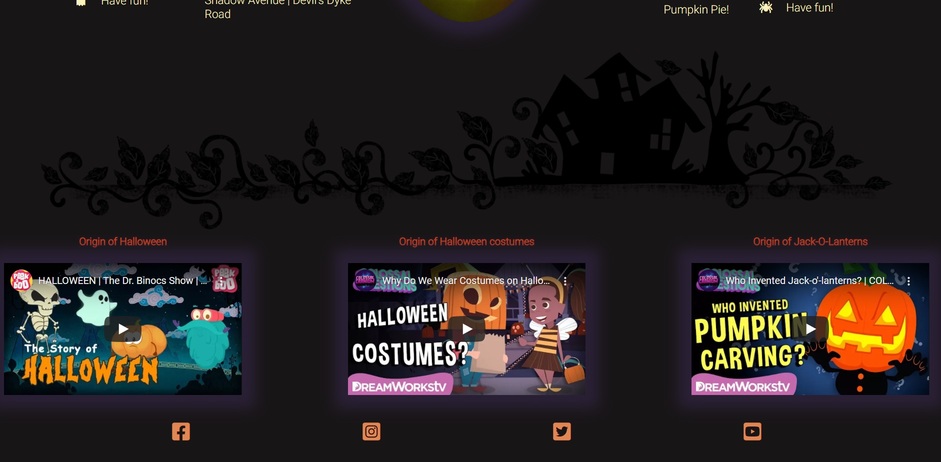 Have fun!
Shadow Avenue | Devil's Dyke
Road
Pumpkin Pie!
Have fun!
Origin of Halloween
Origin of Halloween costumes
Origin of Jack-O-Lanterns
HALLOWEEN | The Dr. Binocs Show | ...
PEEK
A
BOO
The Story of
HALLOWEEN
Why Do We Wear Costumes on Hallo...
HALLOWEEN
COSTUMES?
DREAMWORKSTV
Who Invented Jack-o'-lanterns? | COL...
WHO INVENTED
PUMPKIN
CARVING?
DREAMWORKSTV